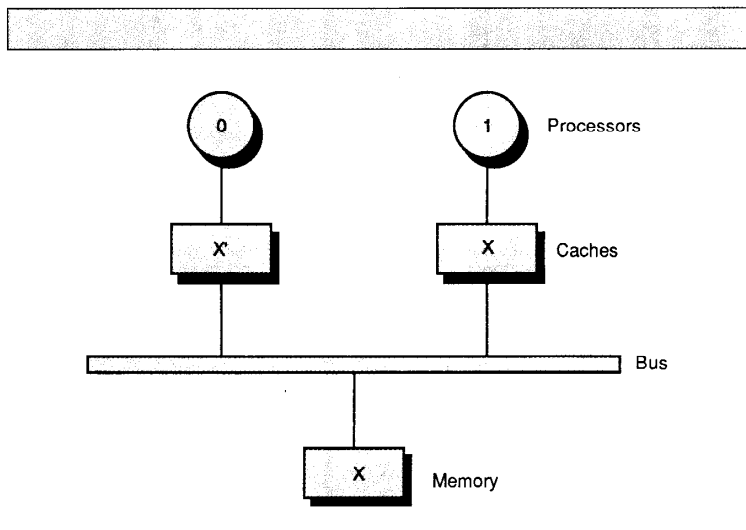 0
1
Processors
X'
X
Caches
Bus
X
Memory